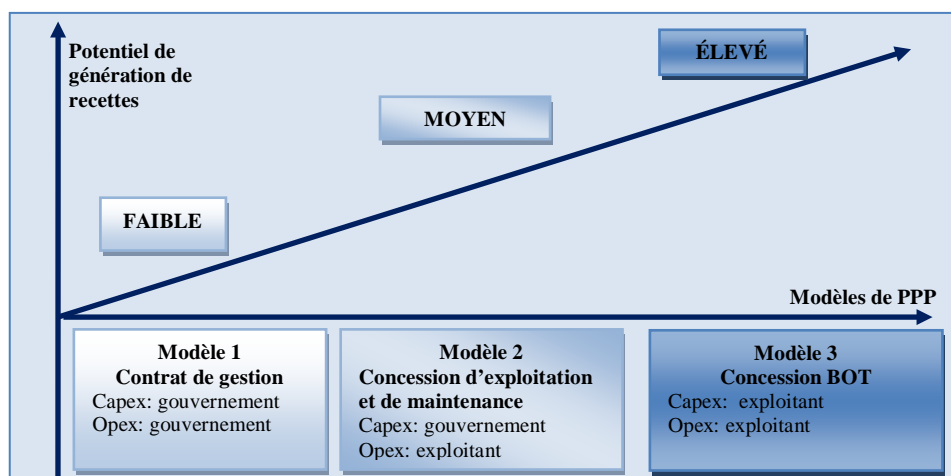 Potentiel de
génération de
recettes
ÉLEVÉ
MOYEN
FAIBLE
Modèles de PPP
Modèle 1
Contrat de gestion
Capex: gouvernement
Opex: gouvernement
Modèle 2
Concession d’exploitation
et de maintenance
Capex: gouvernement
Opex: exploitant
Modèle 3
Concession BOT
Capex: exploitant
Opex: exploitant